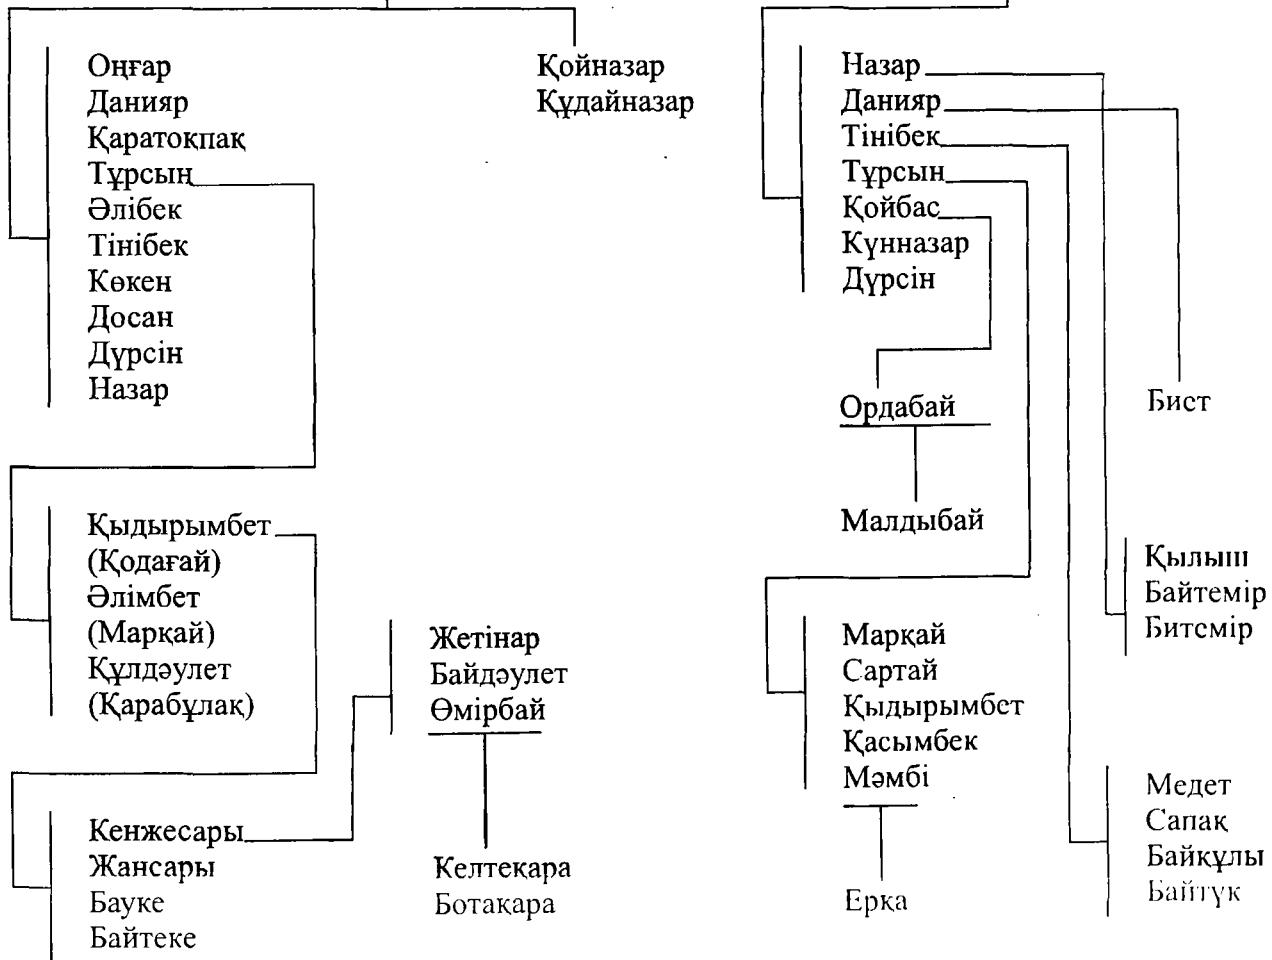 Оңғар
Данияр
Қаратоқпақ
Тұрсын
Әлібек
Тінібек
Көкен
Досан
Дүрсін
Назар
Қойназар
Құдайназар
Қыдырымбет
(Қодағай)
Әлімбет
(Марқай)
Құлдәулет
(Қарабұлақ)
Кенжесары
Жансары
Бауке
Байтеке
Жетінар
Байдәулет
Өмірбай
Келтеқара
Ботақара
Назар
Данияр
Тінібек
Тұрсын
Қойбас
Күнназар
Дүрсін
Ордабай
Малдыбай
Бист
Қылыш
Байтемір
Битемір
Марқай
Сартай
Қыдырымбет
Қасымбек
Мәмбі
Ерқа
Медет
Сапақ
Байқұлы
Байтүк